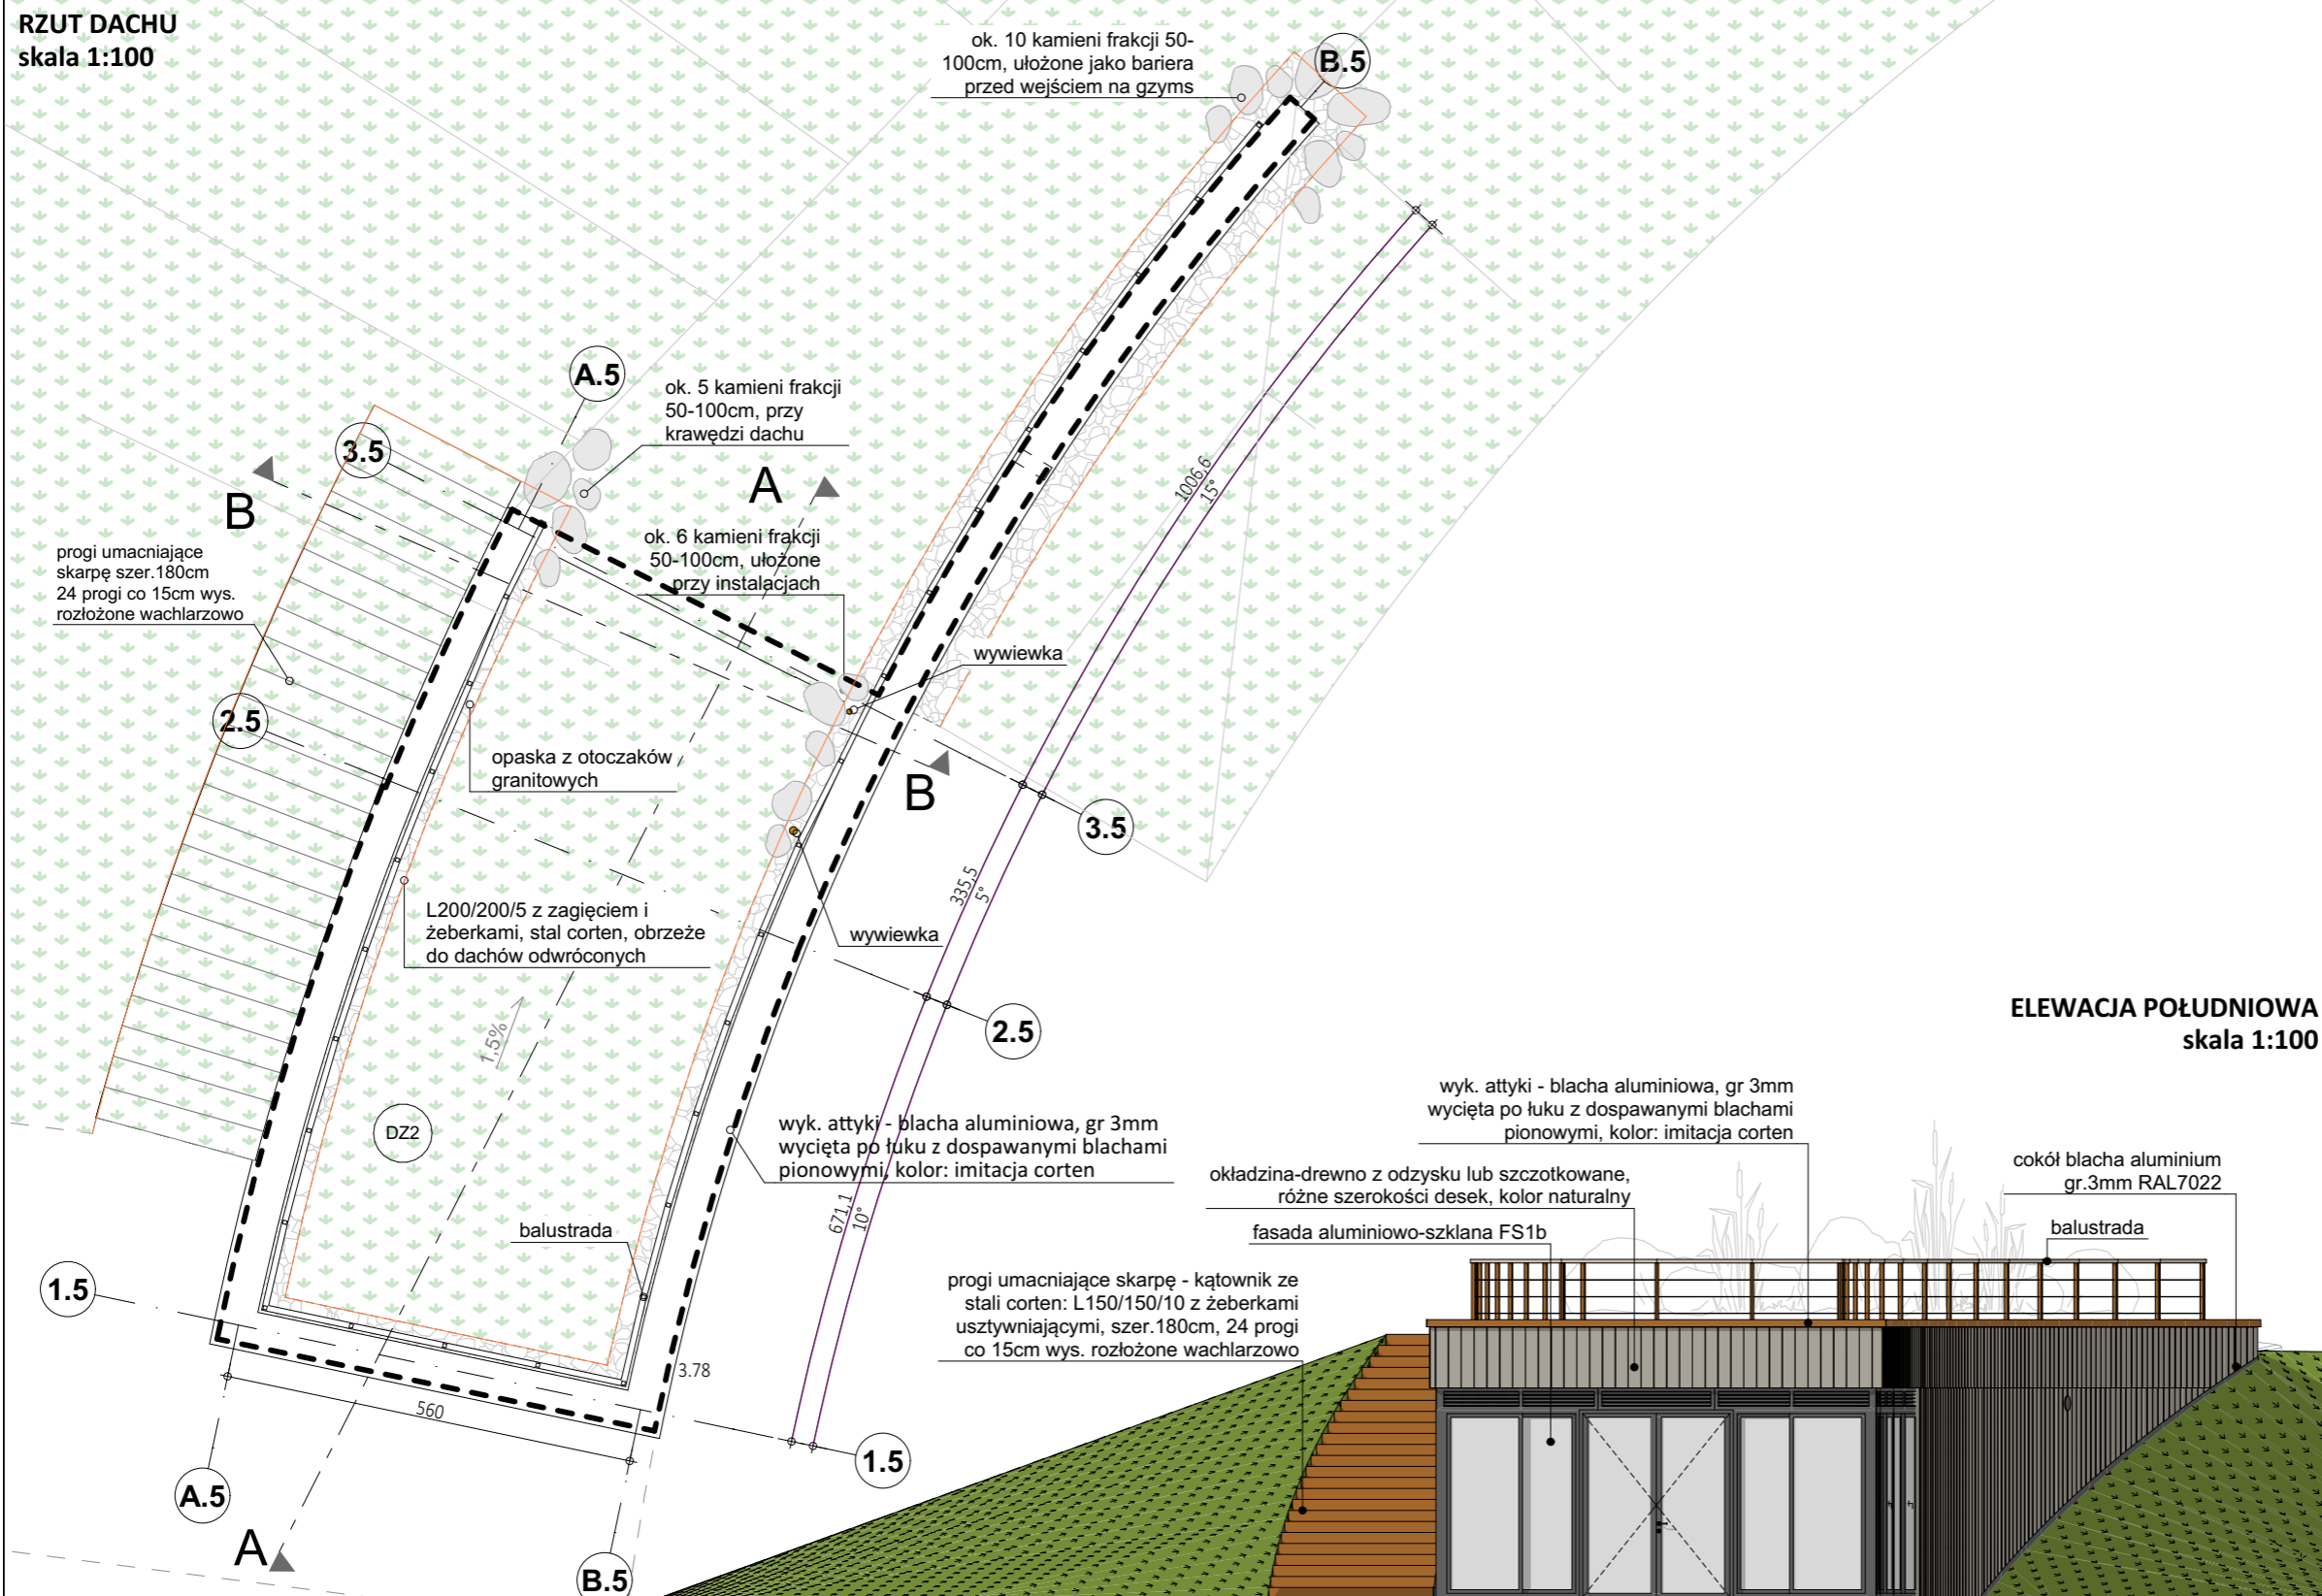 RZUT DACHU
skala 1:100
ok. 10 kamieni frakcji 50-
100cm, ułożone jako bariera
przed wejściem na gzyms
B.5
A.5
ok. 5 kamieni frakcji
50-100cm, przy
krawędzi dachu
3.5
B
A
ok. 6 kamieni frakcji
50-100cm, ułożone
przy instalacjach
progi umacniające
skarpę szer.180cm
24 progi co 15cm wys.
rozłożone wachlarzowo
1006,6
15°
wywiewka
2.5
opaska z otoczaków
granitowych
B
3.5
335,5
5°
L200/200/5 z zagięciem i
żeberkami, stal corten, obrzeże
do dachów odwróconych
wywiewka
2.5
1,5%
DZ2
wyk. attyki - blacha aluminiowa, gr 3mm
wycięta po łuku z dospawanymi blachami
pionowymi, kolor: imitacja corten
671,1
10°
balustrada
1.5
3.78
560
1.5
A.5
A
B.5
ELEWACJA POŁUDNIOWA
skala 1:100
wyk. attyki - blacha aluminiowa, gr 3mm
wycięta po łuku z dospawanymi blachami
pionowymi, kolor: imitacja corten
okładzina-drewno z odzysku lub szczotkowane,
różne szerokości desek, kolor naturalny
cokół blacha aluminium
gr.3mm RAL7022
fasada aluminiowo-szklana FS1b
balustrada
progi umacniające skarpę - kątownik ze
stali corten: L150/150/10 z żeberkami
usztywniającymi, szer.180cm, 24 progi
co 15cm wys. rozłożone wachlarzowo